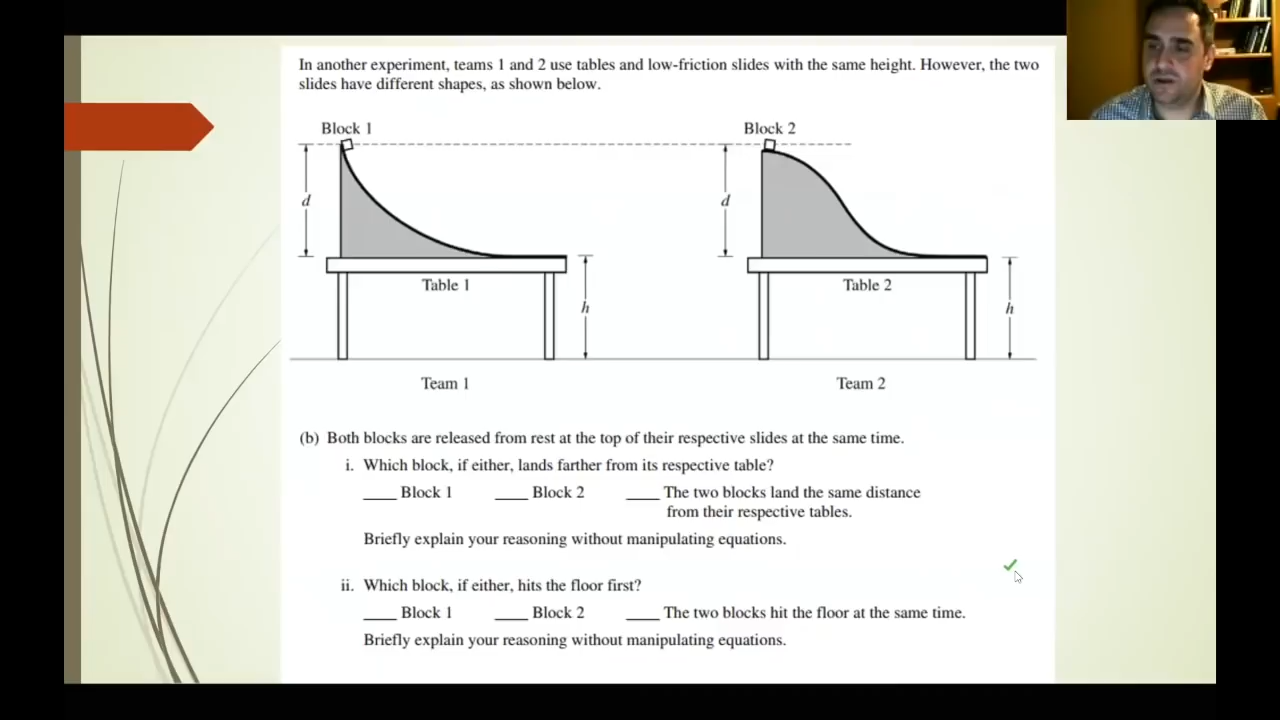 In another experiment, teams 1 and 2 use tables and low-friction slides with the same height. However, the two
slides have different shapes, as shown below.
Block 1
Block 2
d
d
Table 1
Table 2
h
h
Team 1
Team 2
(b) Both blocks are released from rest at the top of their respective slides at the same time.
i. Which block, if either, lands farther from its respective table?
____ Block 1 ____ Block 2 ____ The two blocks land the same distance
from their respective tables.
Briefly explain your reasoning without manipulating equations.
ii. Which block, if either, hits the floor first?
____ Block 1 ____ Block 2 ____ The two blocks hit the floor at the same time.
Briefly explain your reasoning without manipulating equations.